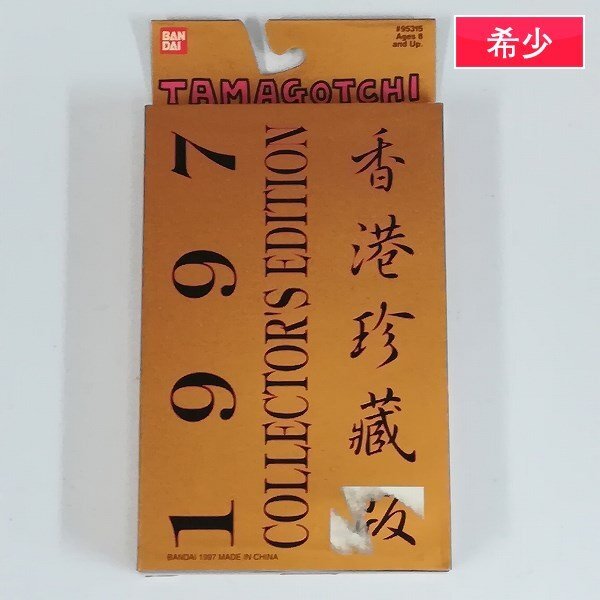 BAN
DAI
#95315
Ages 8
and Up.
希少
TAMAGOTCHI
1997
COLLECTOR'S EDITION
香港珍藏版
BANDAI 1997 MADE IN CHINA